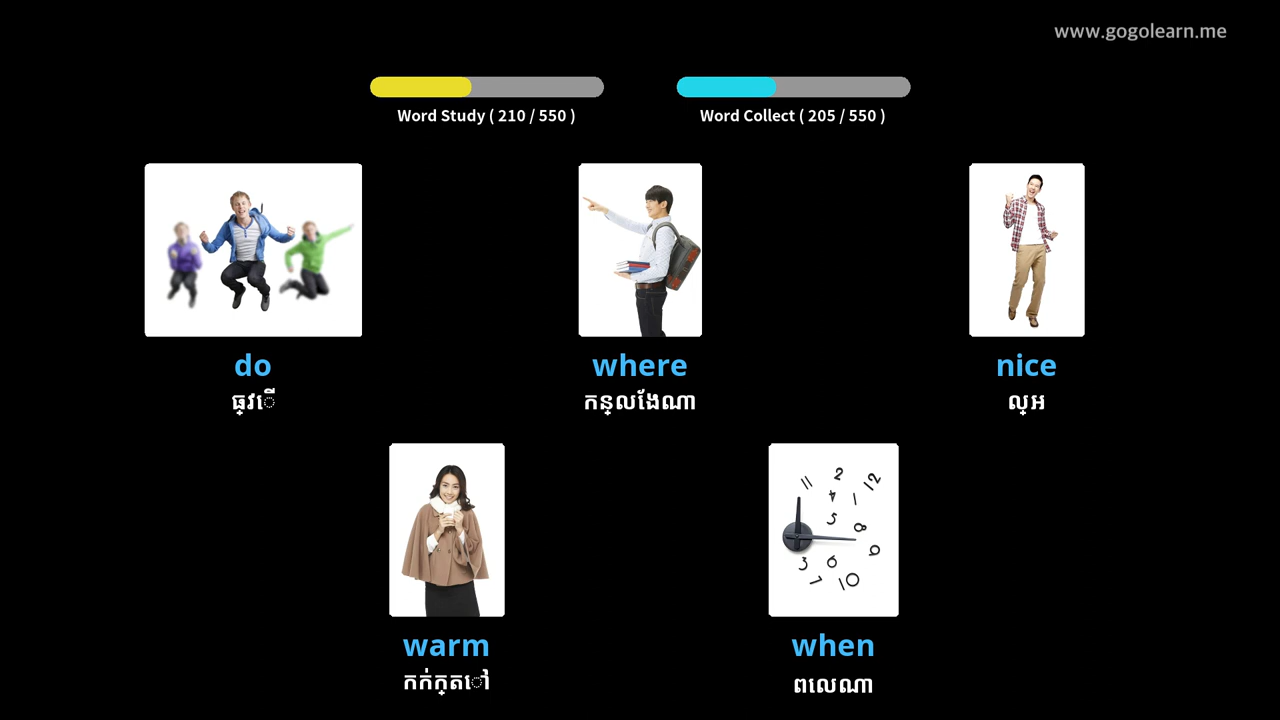 www.gogolearn.me
Word Study ( 210 / 550 )
Word Collect ( 205 / 550 )
do
where
nice
ធ្វើ
កន្លែងណា
ល្អ
warm
when
កក់ក្តៅ
ពេលណា